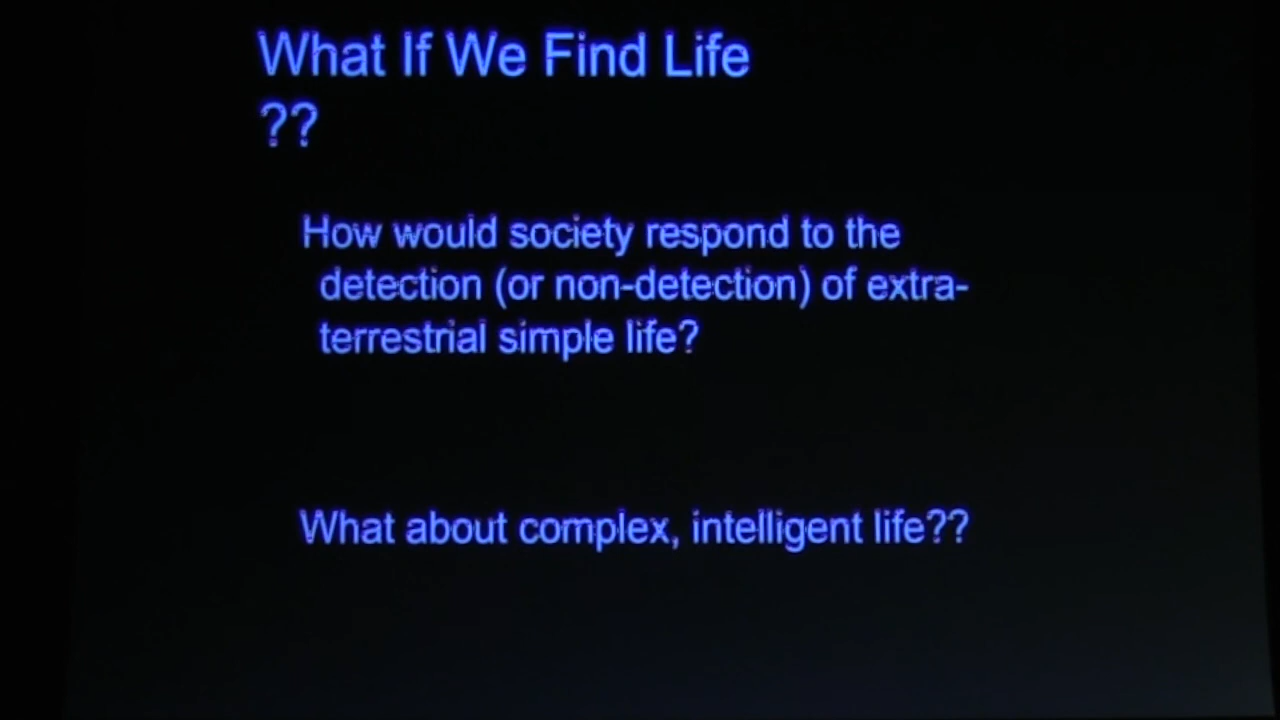 What If We Find Life
??
How would society respond to the
detection (or non-detection) of extra-
terrestrial simple life?
What about complex, intelligent life??